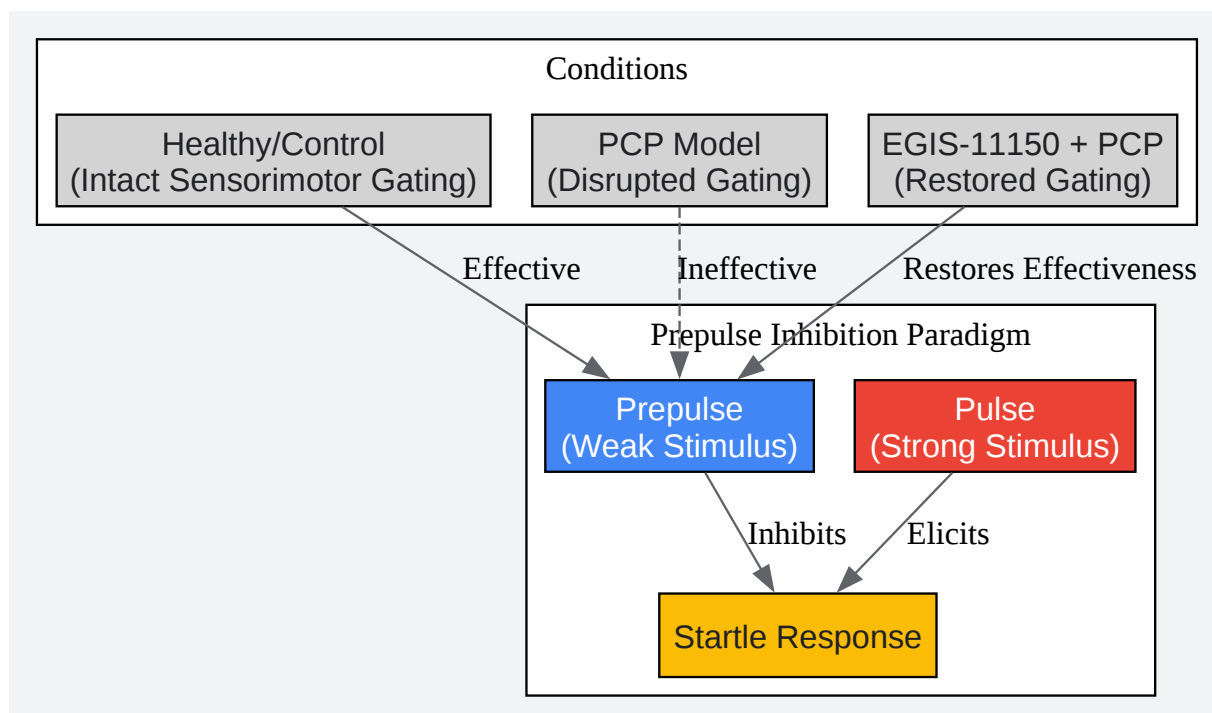 Conditions
Healthy/Control
(Intact Sensorimotor Gating)
PCP Model
(Disrupted Gating)
EGIS-11150 + PCP
(Restored Gating)
Effective
Ineffective
Restores Effectiveness
Prepulse Inhibition Paradigm
Prepulse
(Weak Stimulus)
Pulse
(Strong Stimulus)
Inhibits
Elicits
Startle Response